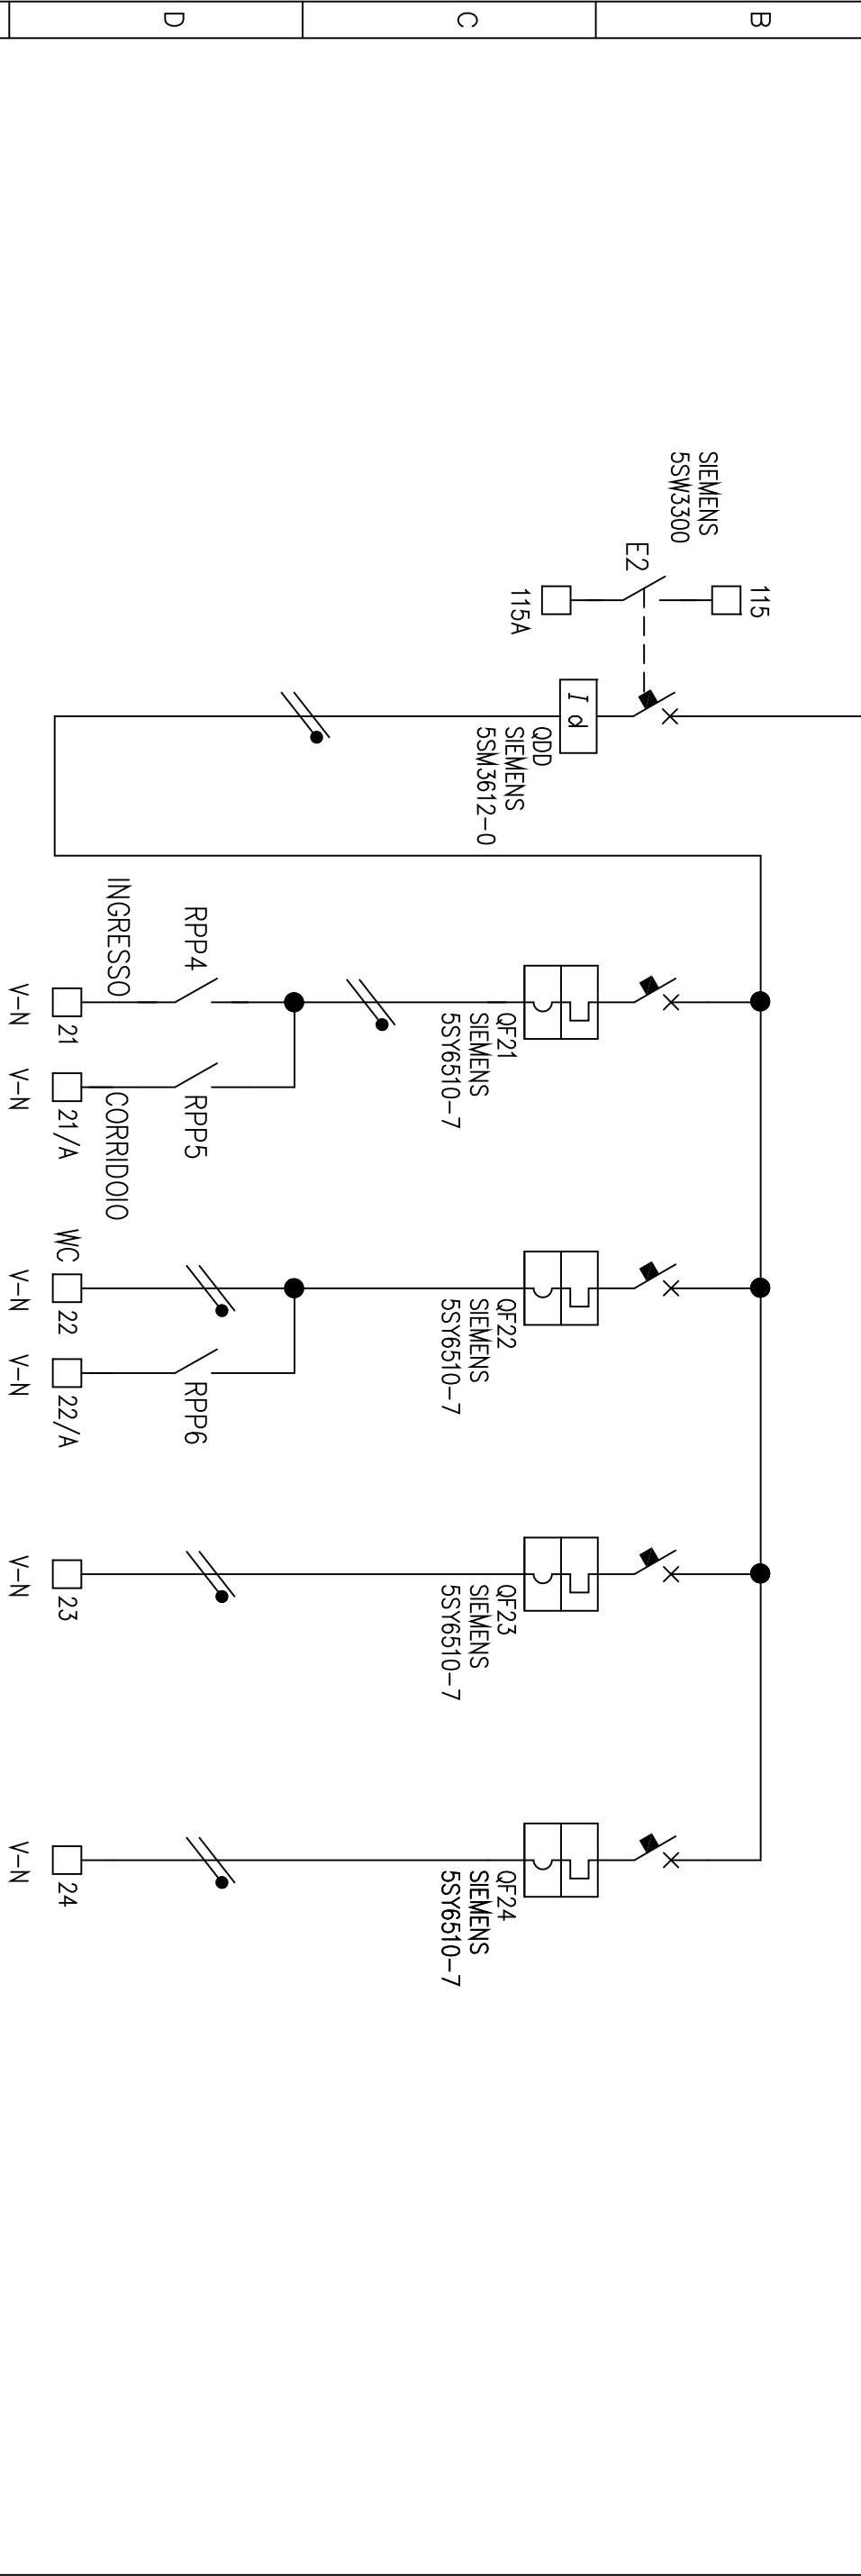 B
C
D
SIEMENS
5SW3300
E2
115
115A
I d
QDD
SIEMENS
5SM3612-0
QF21
SIEMENS
5SY6510-7
QF22
SIEMENS
5SY6510-7
QF23
SIEMENS
5SY6510-7
QF24
SIEMENS
5SY6510-7
RPP4
RPP5
RPP6
INGRESSO
CORRIDOIO
WC
21
21/A
22
22/A
23
24
V-N
V-N
V-N
V-N
V-N
V-N